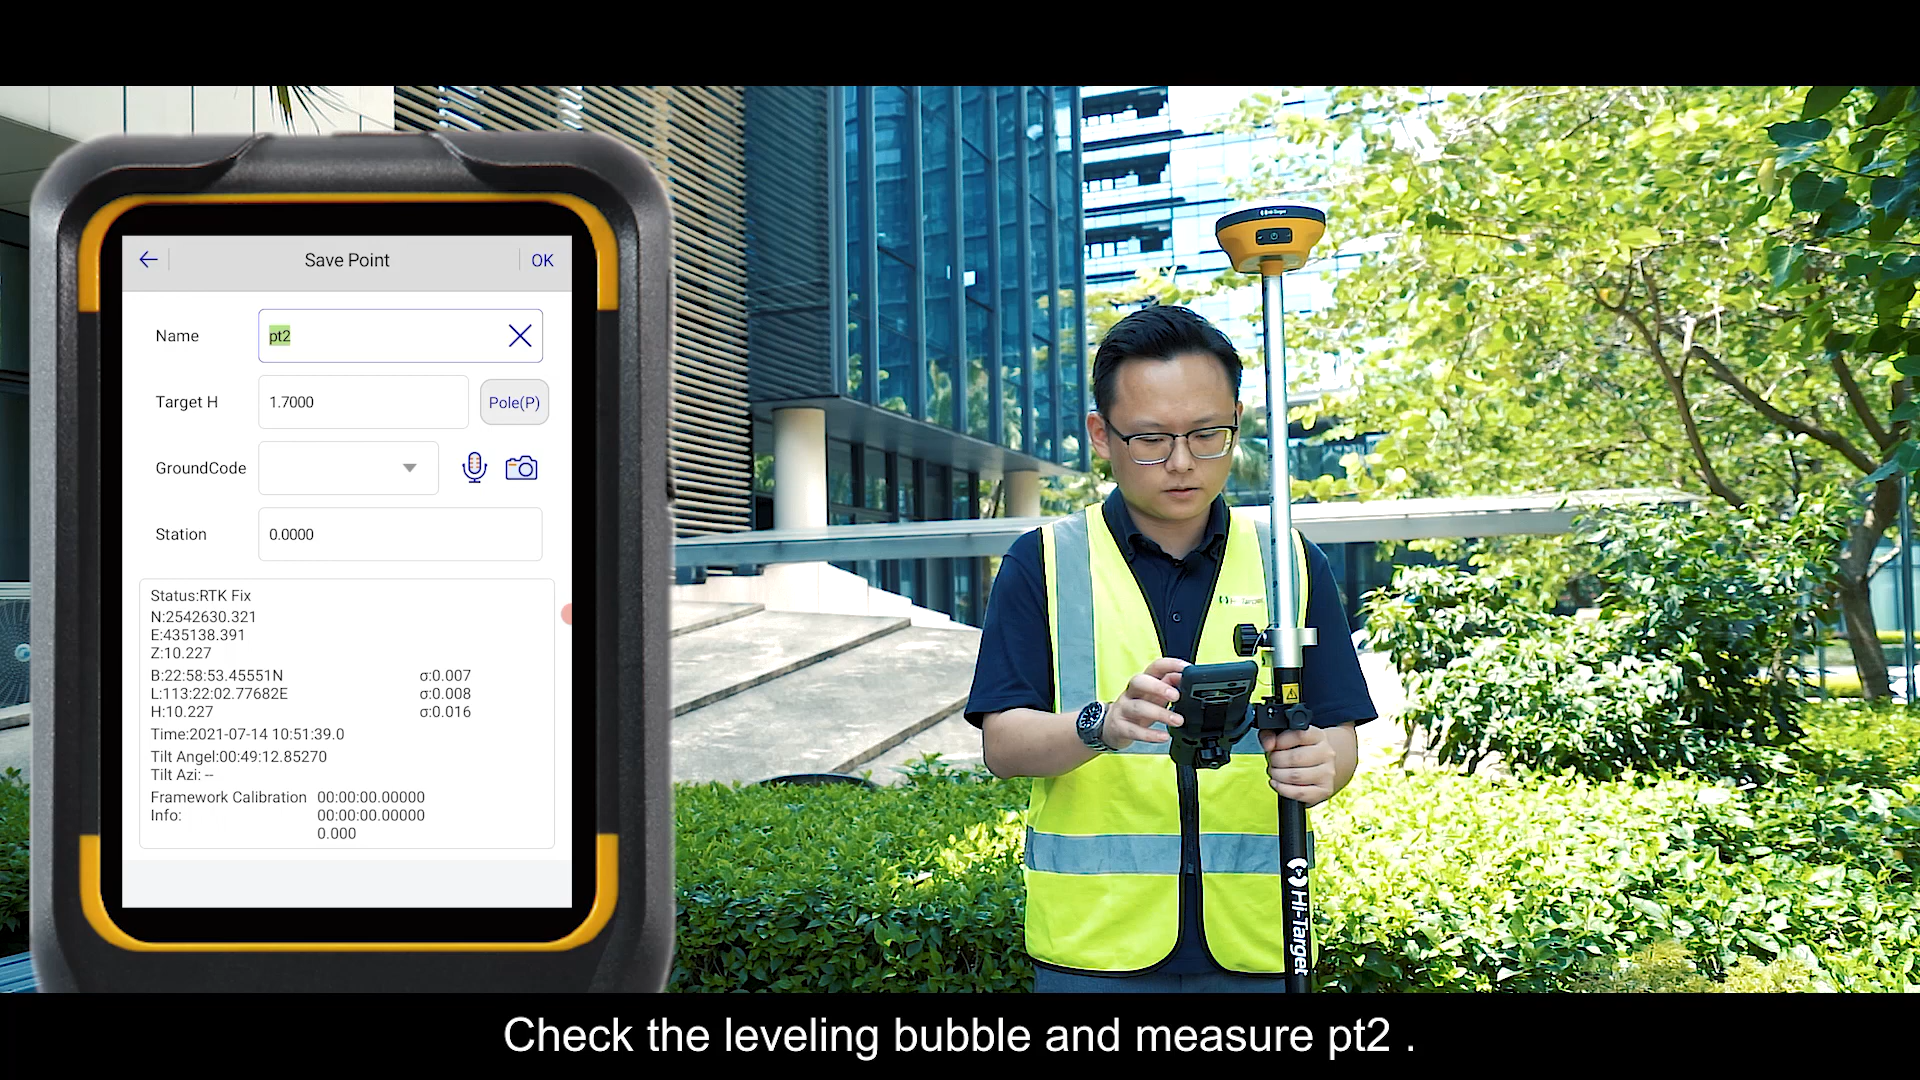 Save Point
OK
Name
pt2
Target H
1.7000
Pole(P)
GroundCode
Station
0.0000
Status:RTK Fix
N:2542630.321
E:435138.391
Z:10.227
B:22:58:53.45551N σ:0.007
L:113:22:02.77682E σ:0.008
H:10.227 σ:0.016
Time:2021-07-14 10:51:39.0
Tilt Angel:00:49:12.85270
Tilt Azi: --
Framework Calibration 00:00:00.00000
Info: 00:00:00.00000
0.000
Hi-Target
Check the leveling bubble and measure pt2 .